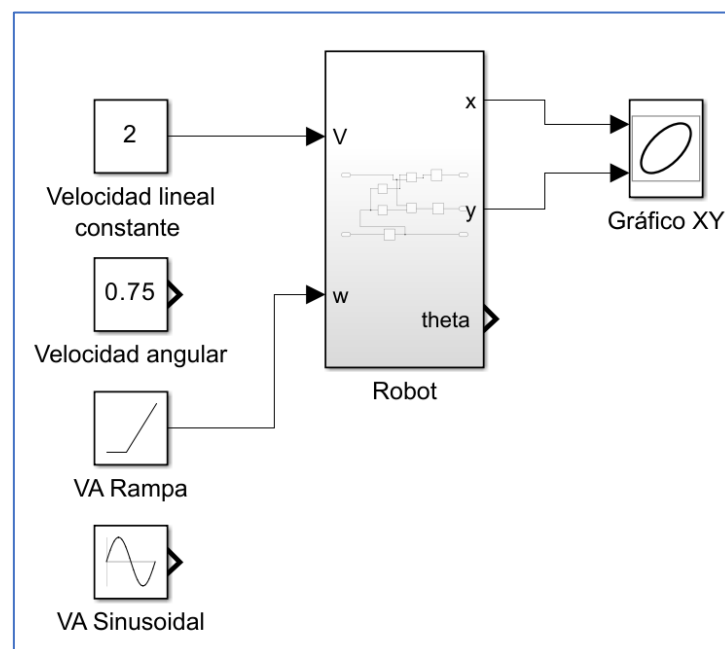 2
Velocidad lineal
constante
0.75
Velocidad angular
VA Rampa
VA Sinusoidal
V
w
x
y
theta
Robot
Gráfico XY